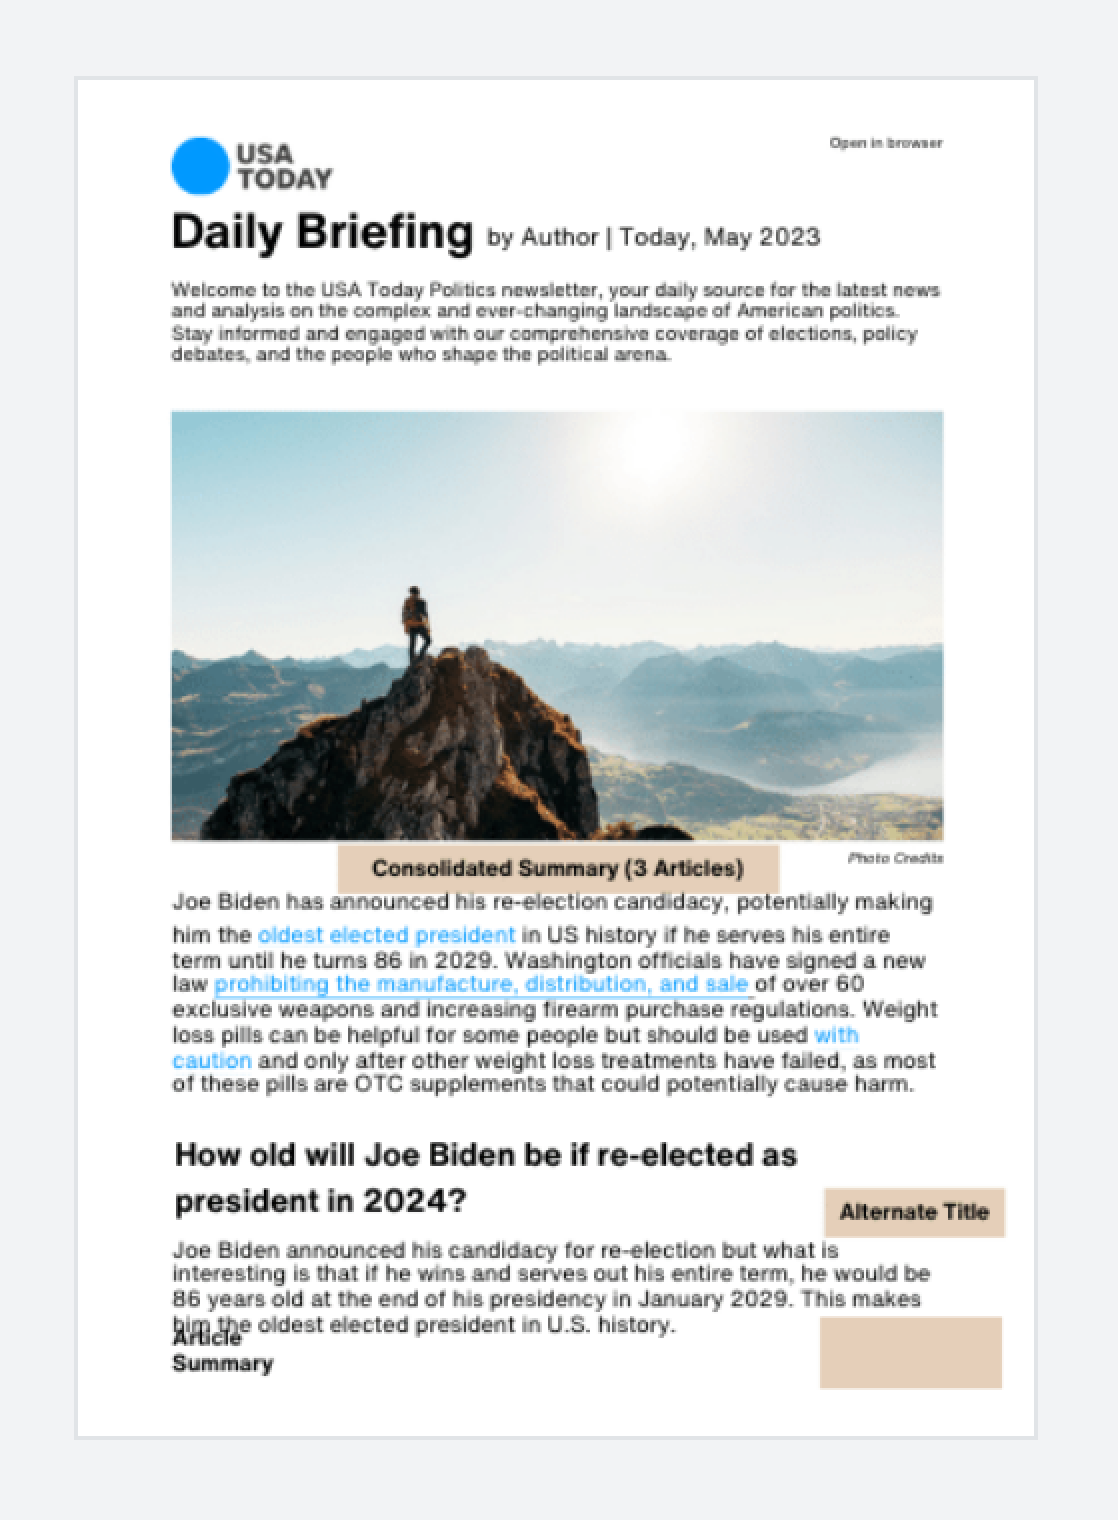 USA
TODAY
Open in browser
Daily Briefing by Author | Today, May 2023
Welcome to the USA Today Politics newsletter, your daily source for the latest news
and analysis on the complex and ever-changing landscape of American politics.
Stay informed and engaged with our comprehensive coverage of elections, policy
debates, and the people who shape the political arena.
Photo Credits
Consolidated Summary (3 Articles)
Joe Biden has announced his re-election candidacy, potentially making
him the oldest elected president in US history if he serves his entire
term until he turns 86 in 2029. Washington officials have signed a new
law prohibiting the manufacture, distribution, and sale of over 60
exclusive weapons and increasing firearm purchase regulations. Weight
loss pills can be helpful for some people but should be used with
caution and only after other weight loss treatments have failed, as most
of these pills are OTC supplements that could potentially cause harm.
How old will Joe Biden be if re-elected as
president in 2024?
Alternate Title
Joe Biden announced his candidacy for re-election but what is
interesting is that if he wins and serves out his entire term, he would be
86 years old at the end of his presidency in January 2029. This makes
him the oldest elected president in U.S. history.
Article
Summary